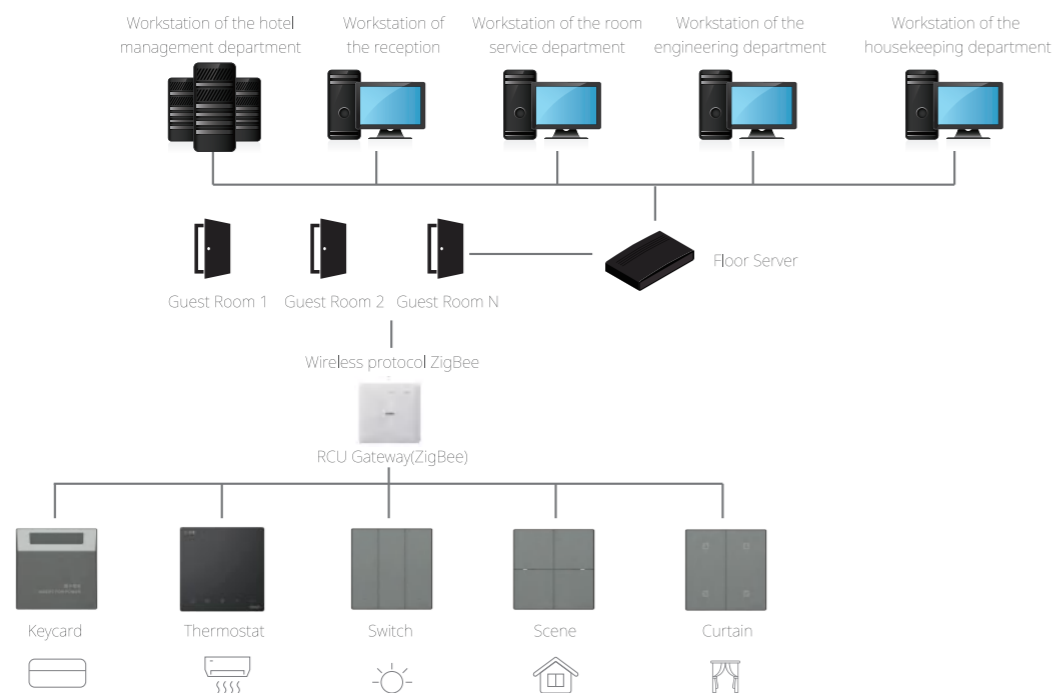 Workstation of the hotel
management department
Workstation of
the reception
Workstation of the room
service department
Workstation of the
engineering department
Workstation of the
housekeeping department
Floor Server
Guest Room 1
Guest Room 2
Guest Room N
Wireless protocol ZigBee
RCU Gateway(ZigBee)
Keycard
Thermostat
Switch
Scene
Curtain